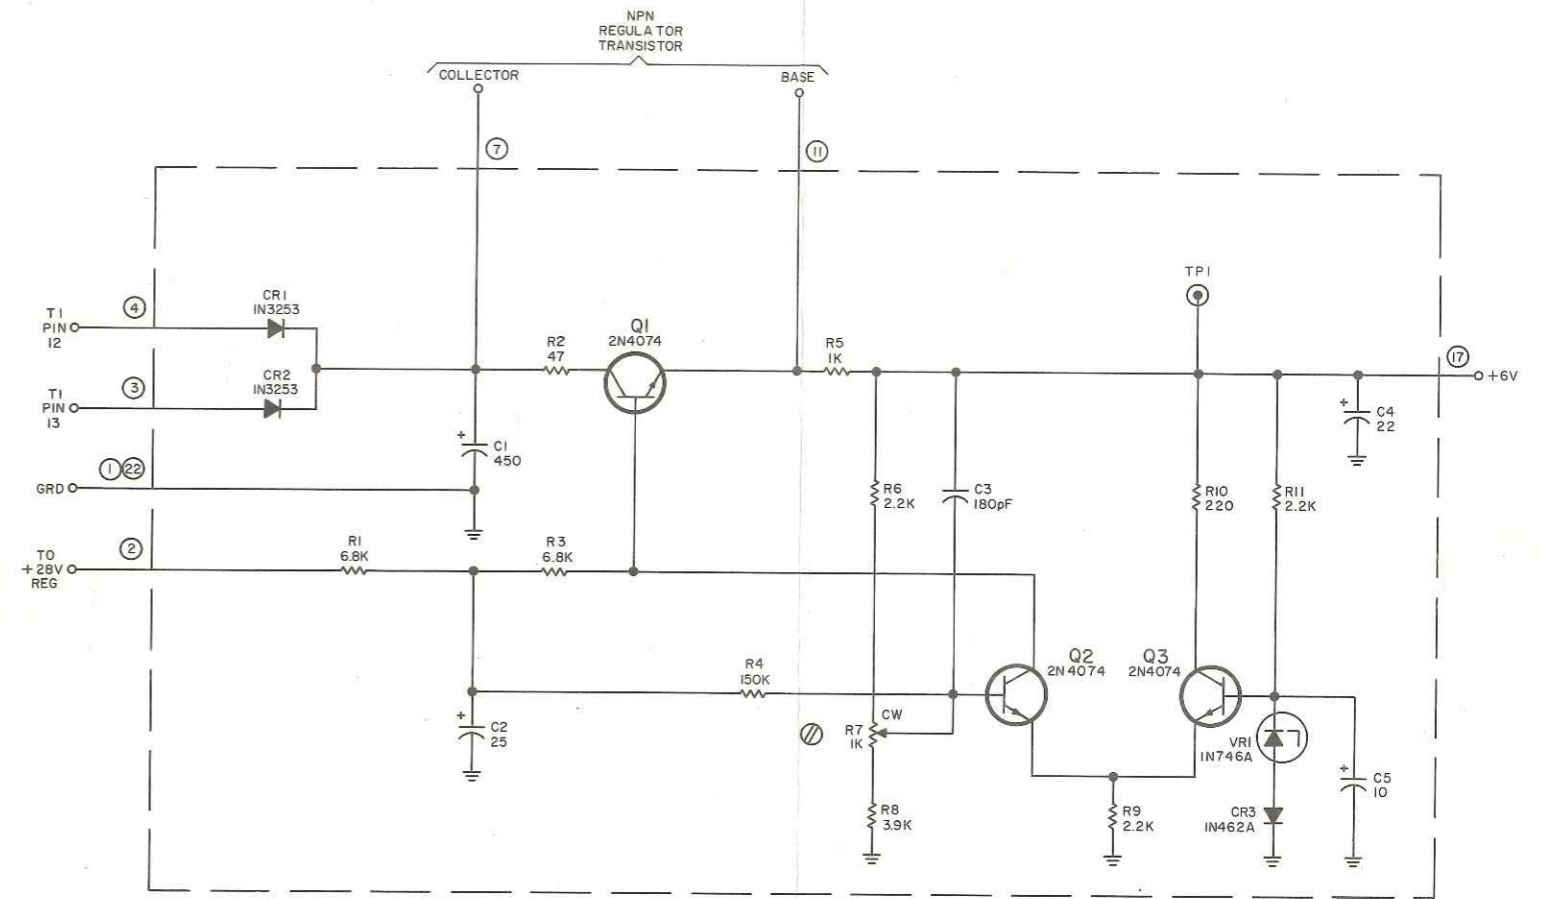 NPN
REGULATOR
TRANSISTOR
COLLECTOR
BASE
7
11
TP1
4
T1
PIN
12
CR1
1N3253
3
T1
PIN
13
CR2
1N3253
R2
47
Q1
2N4074
R5
1K
17
+6V
+
C4
22
+
C1
450
1 22
GRD
R6
2.2K
C3
180pF
R10
220
R11
2.2K
2
TO
+28V
REG
R1
6.8K
R3
6.8K
R4
150K
Q2
2N4074
Q3
2N4074
+
C2
25
CW
R7
1K
VR1
1N746A
+
C5
10
R8
3.9K
R9
2.2K
CR3
1N462A